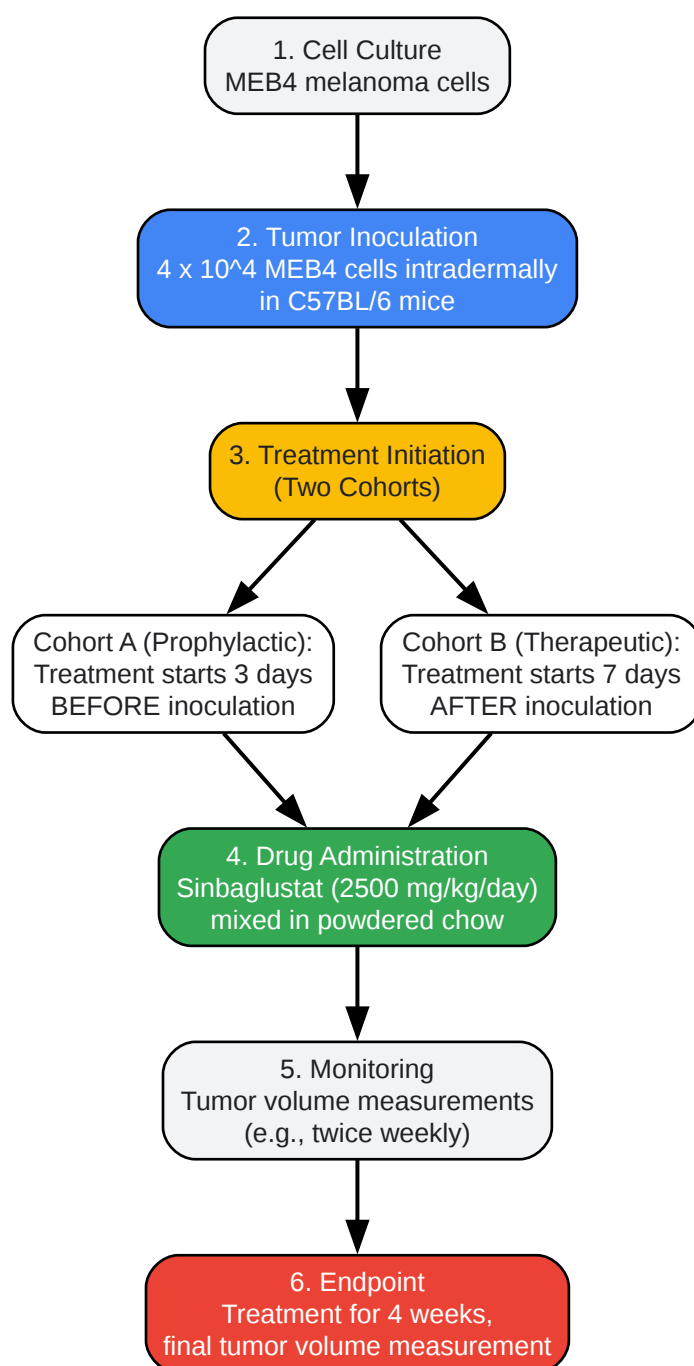 1. Cell Culture
MEB4 melanoma cells
2. Tumor Inoculation
4 x 10^4 MEB4 cells intradermally
in C57BL/6 mice
3. Treatment Initiation
(Two Cohorts)
Cohort A (Prophylactic):
Treatment starts 3 days
BEFORE inoculation
Cohort B (Therapeutic):
Treatment starts 7 days
AFTER inoculation
4. Drug Administration
Sinbaglustat (2500 mg/kg/day)
mixed in powdered chow
5. Monitoring
Tumor volume measurements
(e.g., twice weekly)
6. Endpoint
Treatment for 4 weeks,
final tumor volume measurement